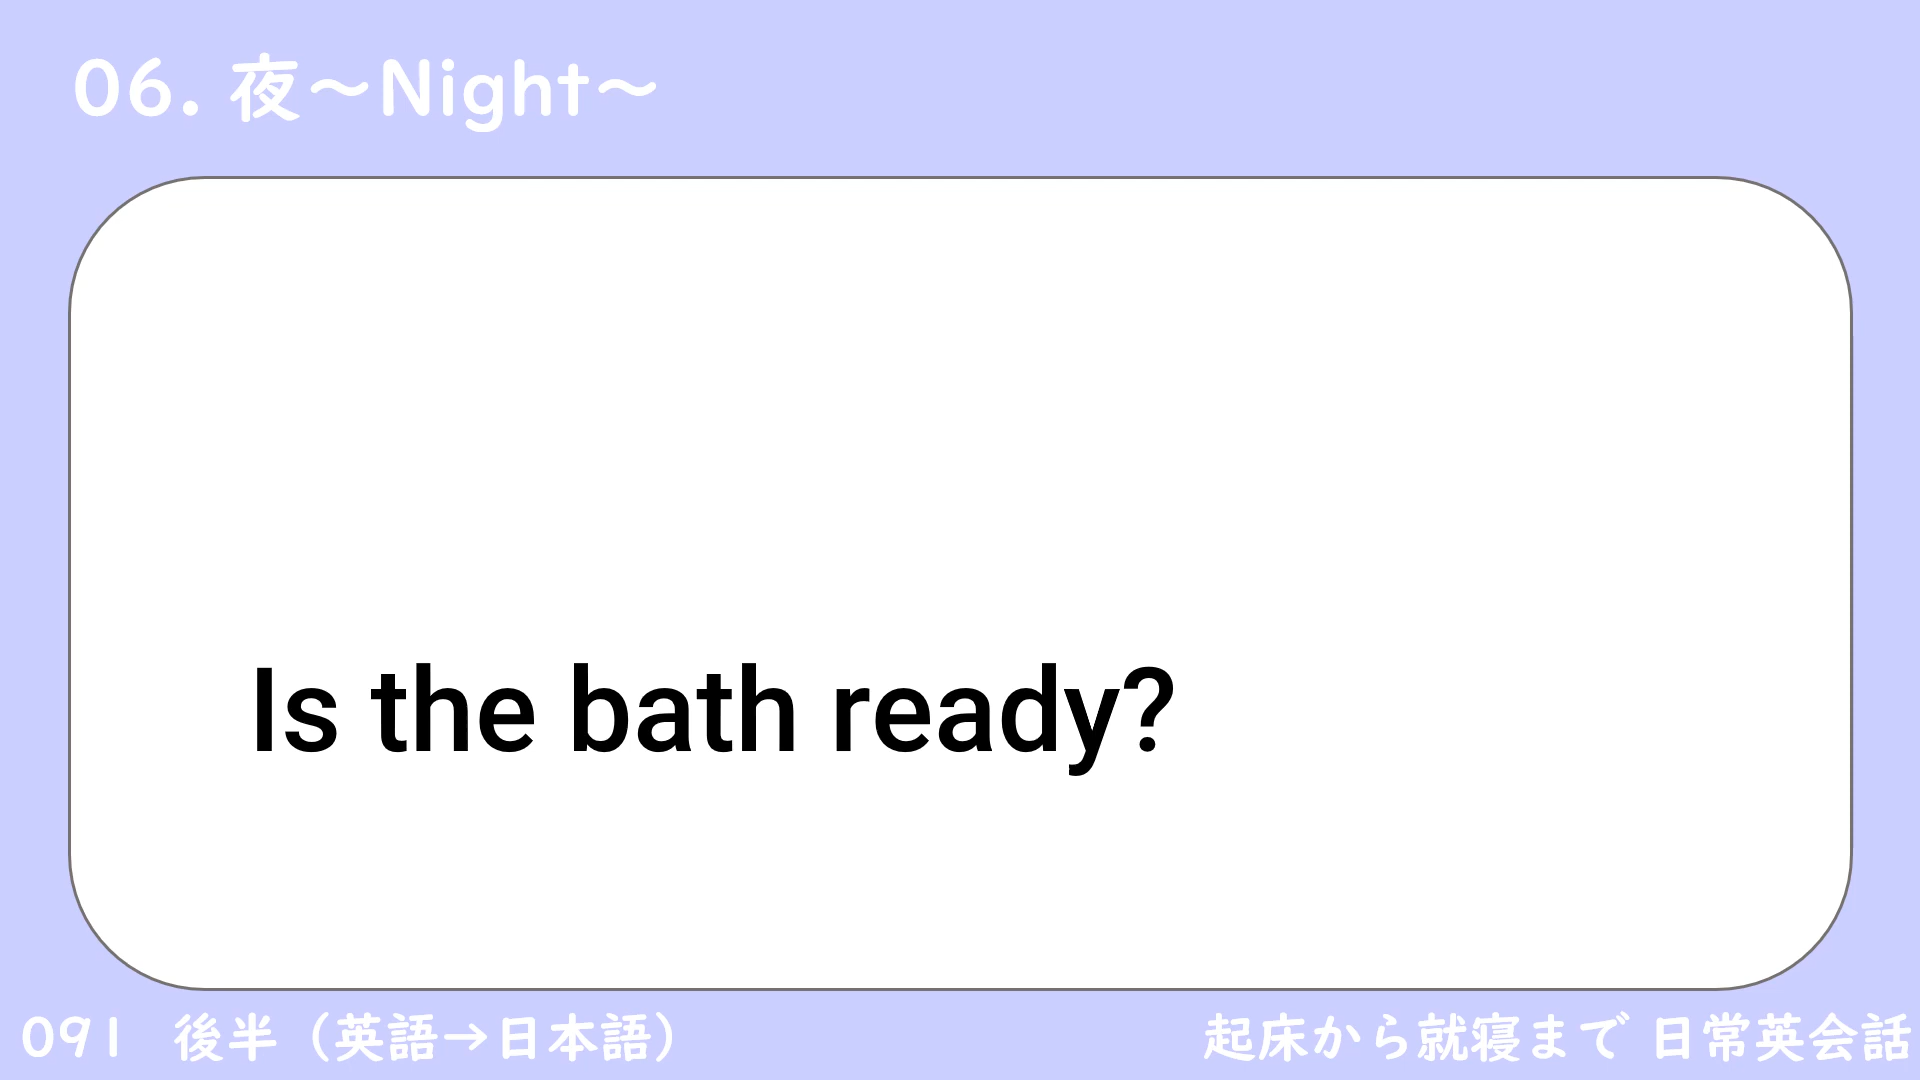 06. 夜〜Night〜
Is the bath ready?
091 後半（英語→日本語）
起床から就寝まで 日常英会話